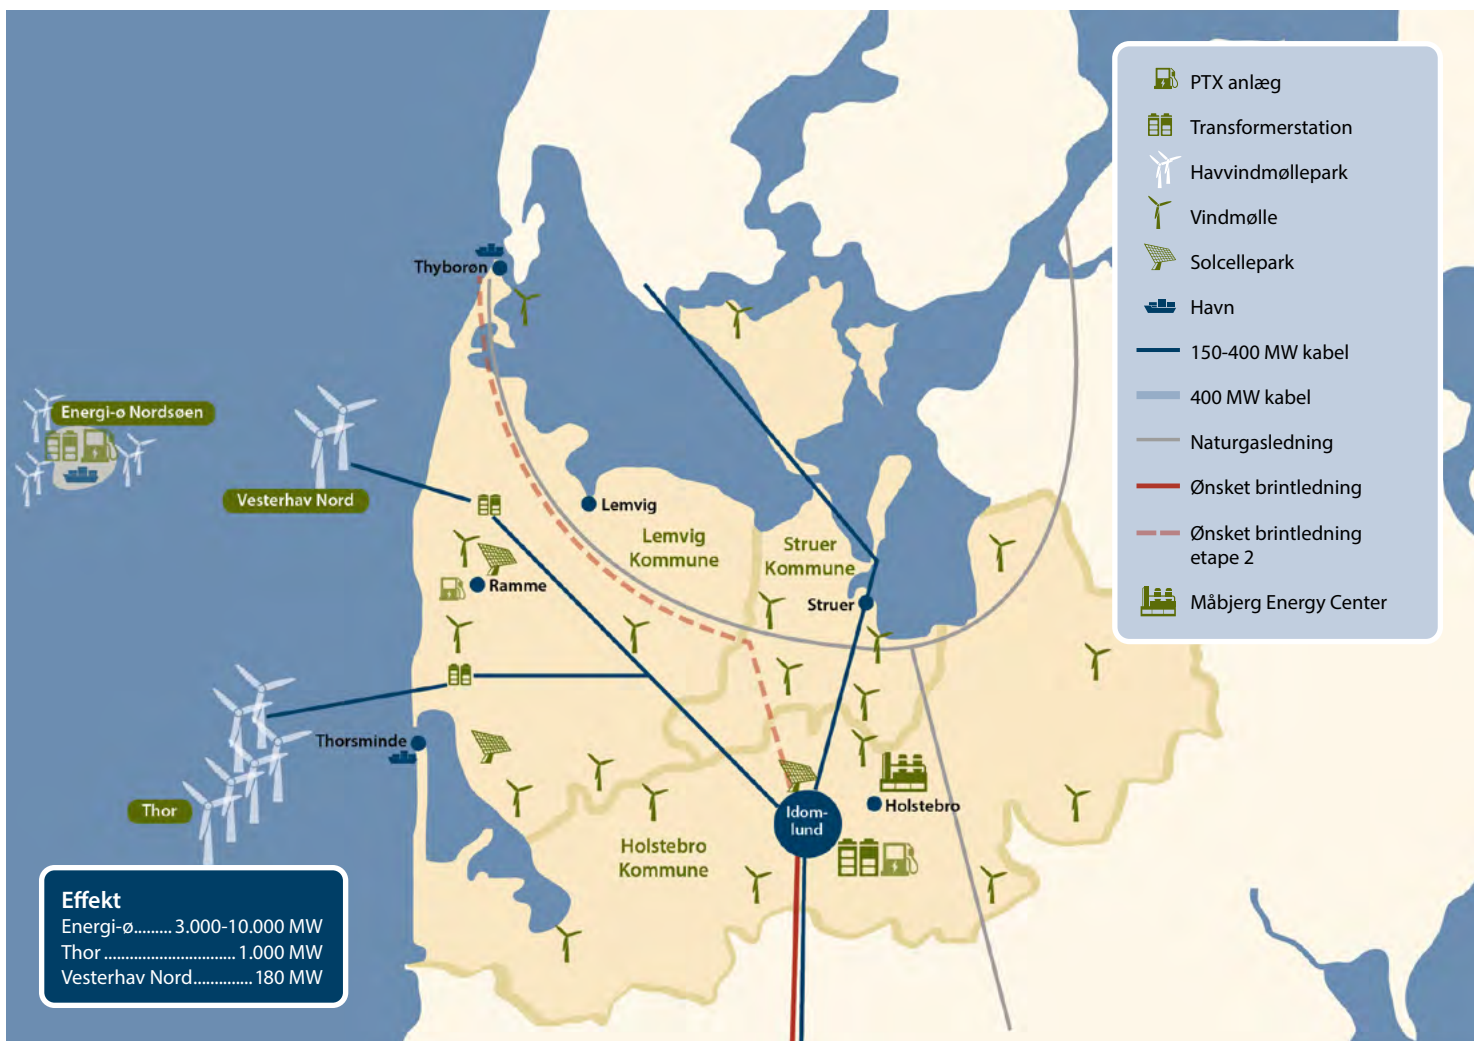 PTX anlæg
Transformerstation
Havvindmøllepark
Vindmølle
Solcellepark
Havn
150-400 MW kabel
400 MW kabel
Naturgasledning
Ønsket brintledning
Ønsket brintledning
etape 2
Måbjerg Energy Center
Thyborøn
Energi-ø Nordsøen
Vesterhav Nord
Lemvig
Lemvig
Kommune
Struer
Kommune
Ramme
Struer
Thorsminde
Thor
Idom-
lund
Holstebro
Holstebro
Kommune
Effekt
Energi-ø......... 3.000-10.000 MW
Thor ............................... 1.000 MW
Vesterhav Nord.............. 180 MW